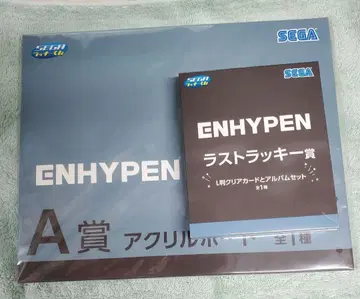 SEGA
ラッキーくじ
ENHYPEN
A賞 アクリルボード 全1種
SEGA
ラッキーくじ
SEGA
ENHYPEN
ラストラッキー賞
L判クリアカードとアルバムセット
全1種